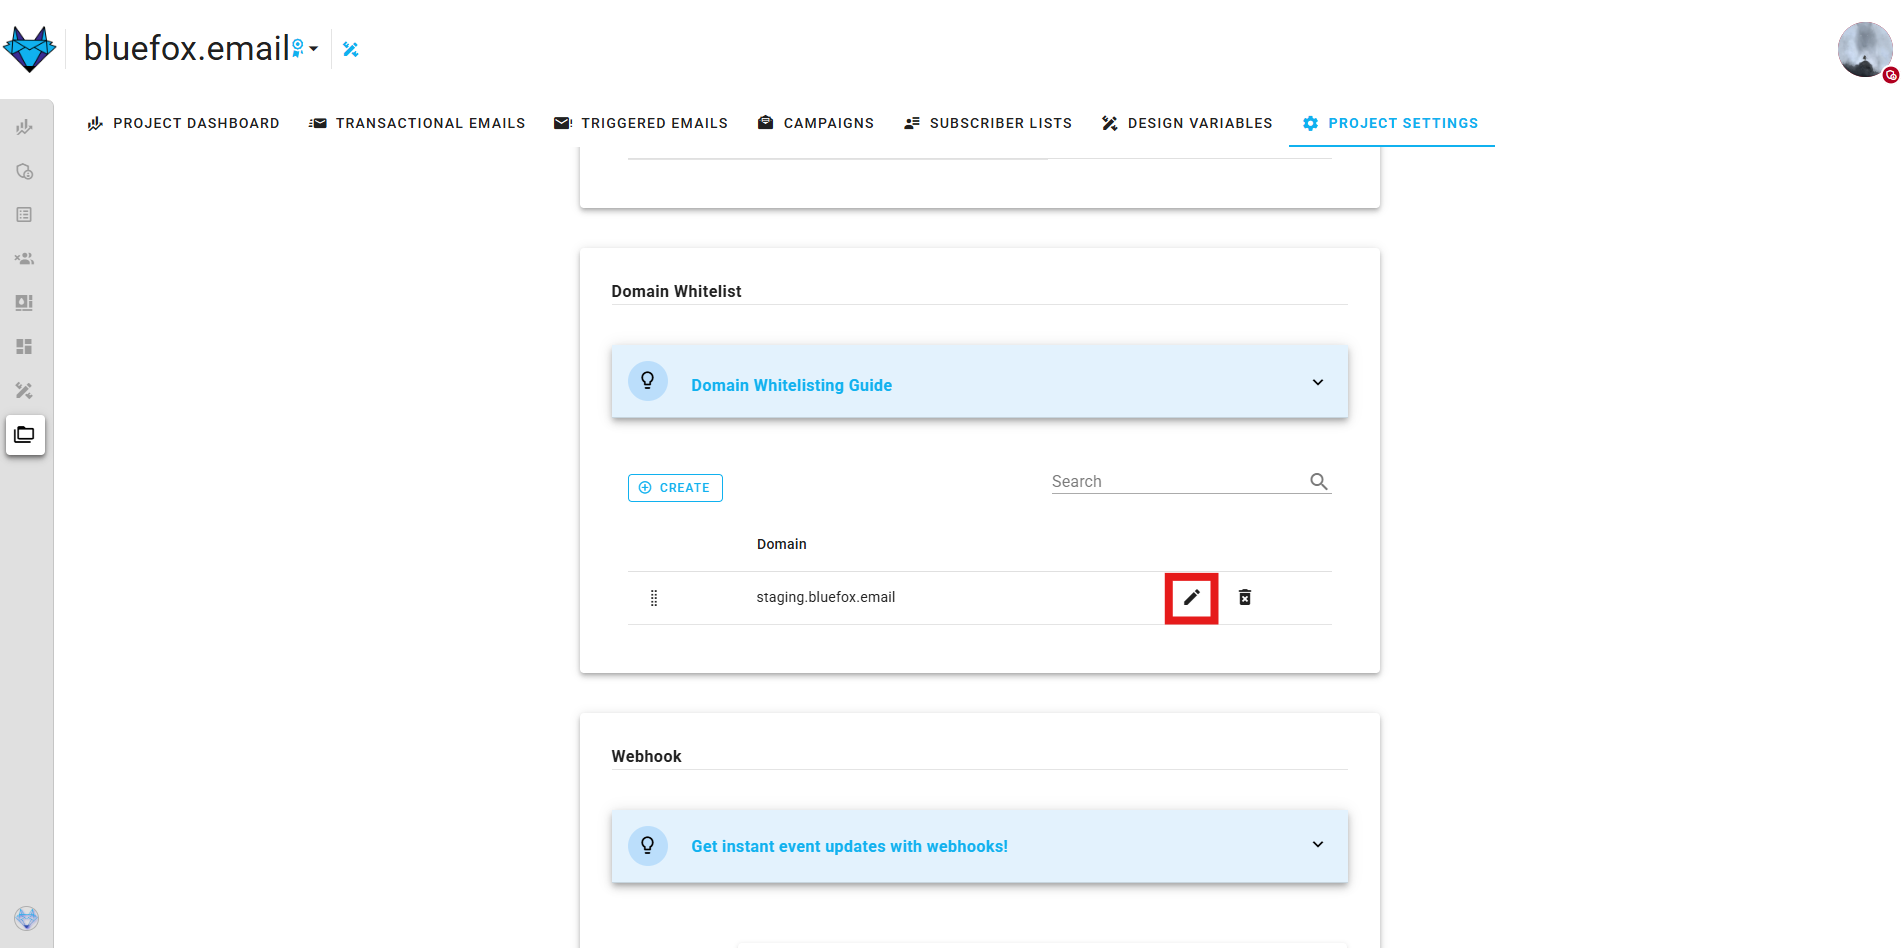 bluefox.email
PROJECT DASHBOARD TRANSACTIONAL EMAILS TRIGGERED EMAILS CAMPAIGNS SUBSCRIBER LISTS DESIGN VARIABLES PROJECT SETTINGS
Domain Whitelist
Domain Whitelisting Guide
CREATE Search
Domain
staging.bluefox.email
Webhook
Get instant event updates with webhooks!